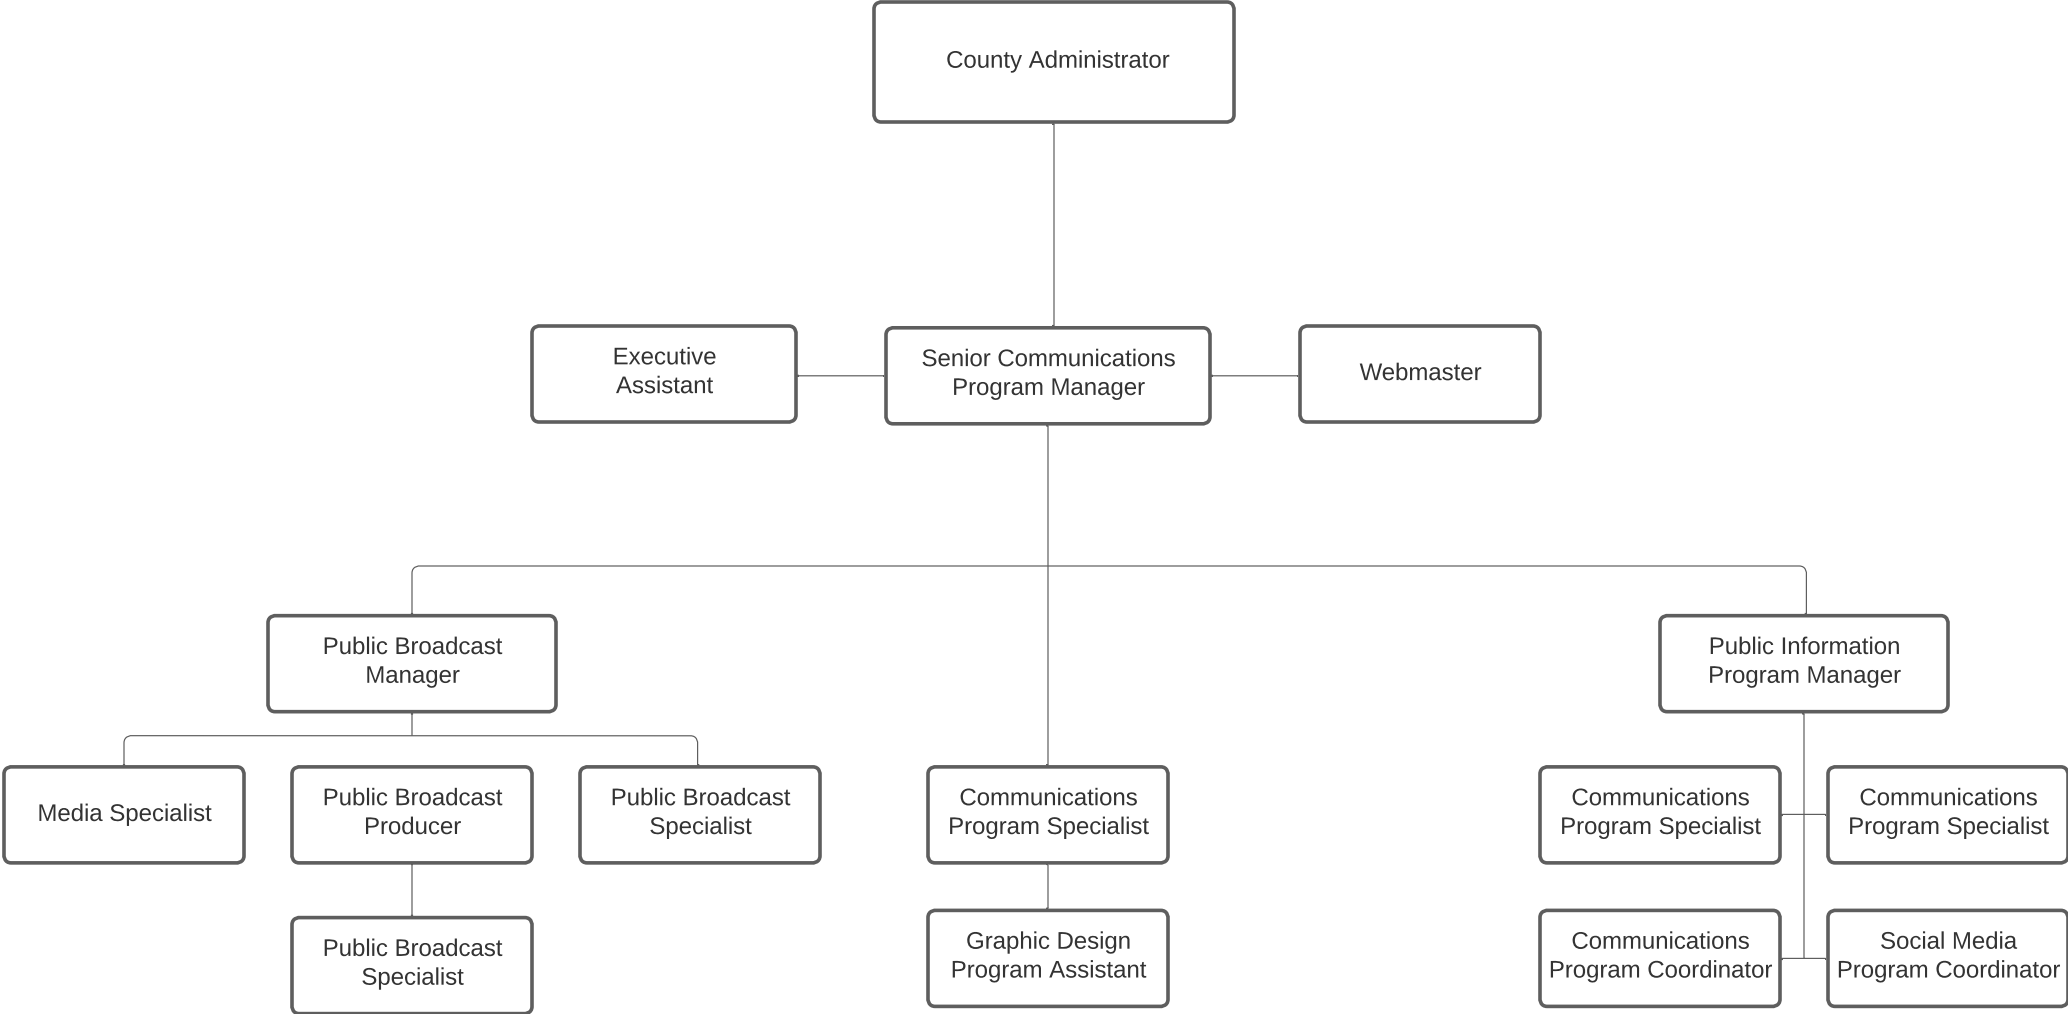 County Administrator
Executive
Assistant
Senior Communications
Program Manager
Webmaster
Public Broadcast
Manager
Public Information
Program Manager
Media Specialist
Public Broadcast
Producer
Public Broadcast
Specialist
Communications
Program Specialist
Communications
Program Specialist
Communications
Program Specialist
Public Broadcast
Specialist
Graphic Design
Program Assistant
Communications
Program Coordinator
Social Media
Program Coordinator